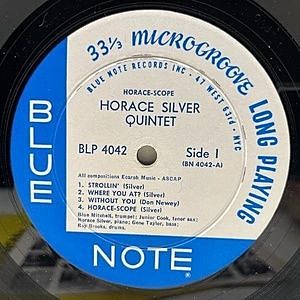 33⅓ MICROGROOVE LONG PLAYING
BLUE NOTE RECORDS INC · 47 WEST 63rd · NYC
HORACE-SCOPE
HORACE SILVER
QUINTET
BLP 4042
Side 1
(BN 4042-A)
All compositions Ecaroh Music - ASCAP
1. STROLLIN' (Silver)
2. WHERE YOU AT? (Silver)
3. WITHOUT YOU (Don Newey)
4. HORACE-SCOPE (Silver)
Blue Mitchell, trumpet; Junior Cook, tenor sax;
Horace Silver, piano; Gene Taylor, bass;
Roy Brooks, drums.
BLUE
NOTE ®